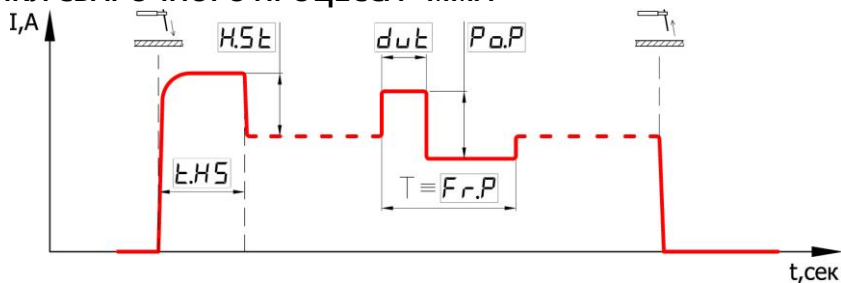 I,A
H.St
dut
Po.P
t.HS
T ≡ Fr.P
t,сек